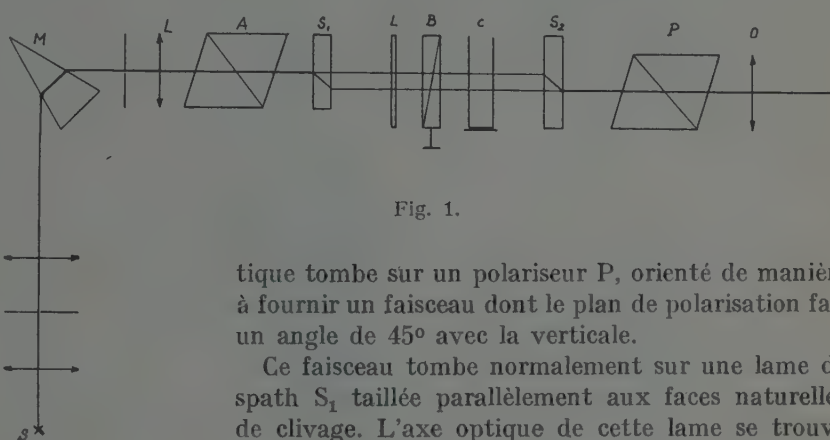 M L A S₁ L B C S₂ P O
Fig. 1.
tique tombe sur un polariseur P, orienté de manièr
à fournir un faisceau dont le plan de polarisation fa
un angle de 45º avec la verticale.
Ce faisceau tombe normalement sur une lame d
spath S₁ taillée parallèlement aux faces naturelle
de clivage. L'axe optique de cette lame se trouv
S